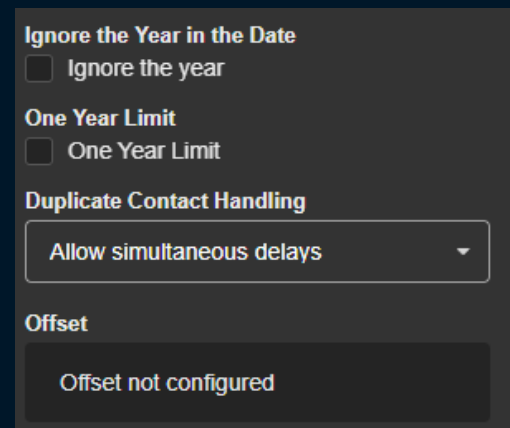 Ignore the Year in the Date
Ignore the year
One Year Limit
One Year Limit
Duplicate Contact Handling
Allow simultaneous delays
Offset
Offset not configured